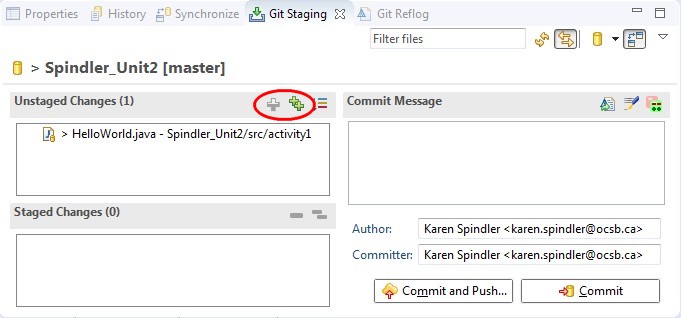 Properties History Synchronize Git Staging Git Reflog
Filter files
> Spindler_Unit2 [master]
Unstaged Changes (1)
> HelloWorld.java - Spindler_Unit2/src/activity1
Staged Changes (0)
Commit Message
Author: Karen Spindler <karen.spindler@ocsb.ca>
Committer: Karen Spindler <karen.spindler@ocsb.ca>
Commit and Push... Commit